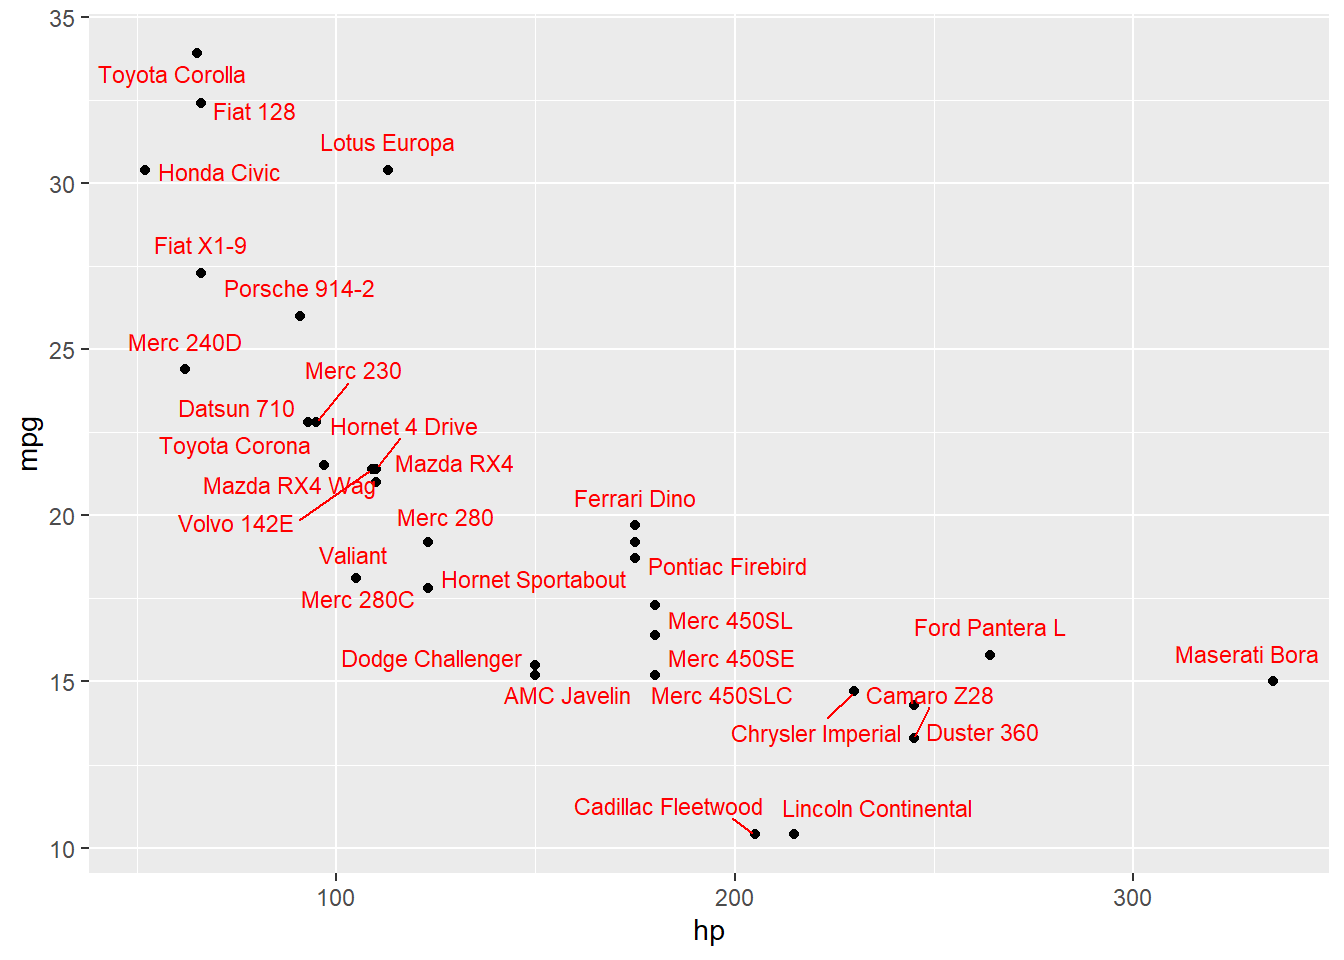 35
Toyota Corolla
Fiat 128
Lotus Europa
Honda Civic
30
Fiat X1-9
Porsche 914-2
Merc 240D
25
Merc 230
Datsun 710
Hornet 4 Drive
mpg
Toyota Corona
Mazda RX4
Mazda RX4 Wag
Ferrari Dino
20
Volvo 142E
Merc 280
Valiant
Pontiac Firebird
Hornet Sportabout
Merc 280C
Merc 450SL
Ford Pantera L
Dodge Challenger
Merc 450SE
Maserati Bora
15
AMC Javelin
Merc 450SLC
Camaro Z28
Chrysler Imperial
Duster 360
Cadillac Fleetwood
Lincoln Continental
10
100
200
300
hp